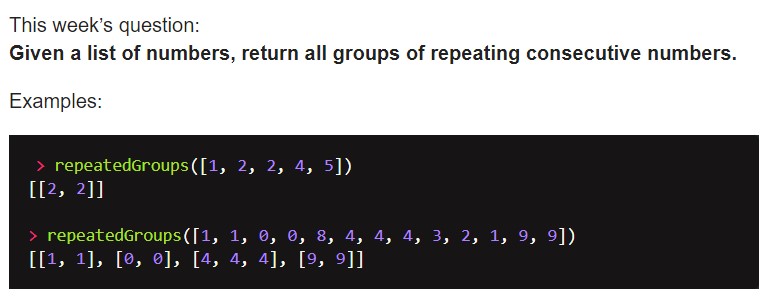 This week’s question:
Given a list of numbers, return all groups of repeating consecutive numbers.
Examples:
> repeatedGroups([1, 2, 2, 4, 5])
[[2, 2]]
> repeatedGroups([1, 1, 0, 0, 8, 4, 4, 4, 3, 2, 1, 9, 9])
[[1, 1], [0, 0], [4, 4, 4], [9, 9]]